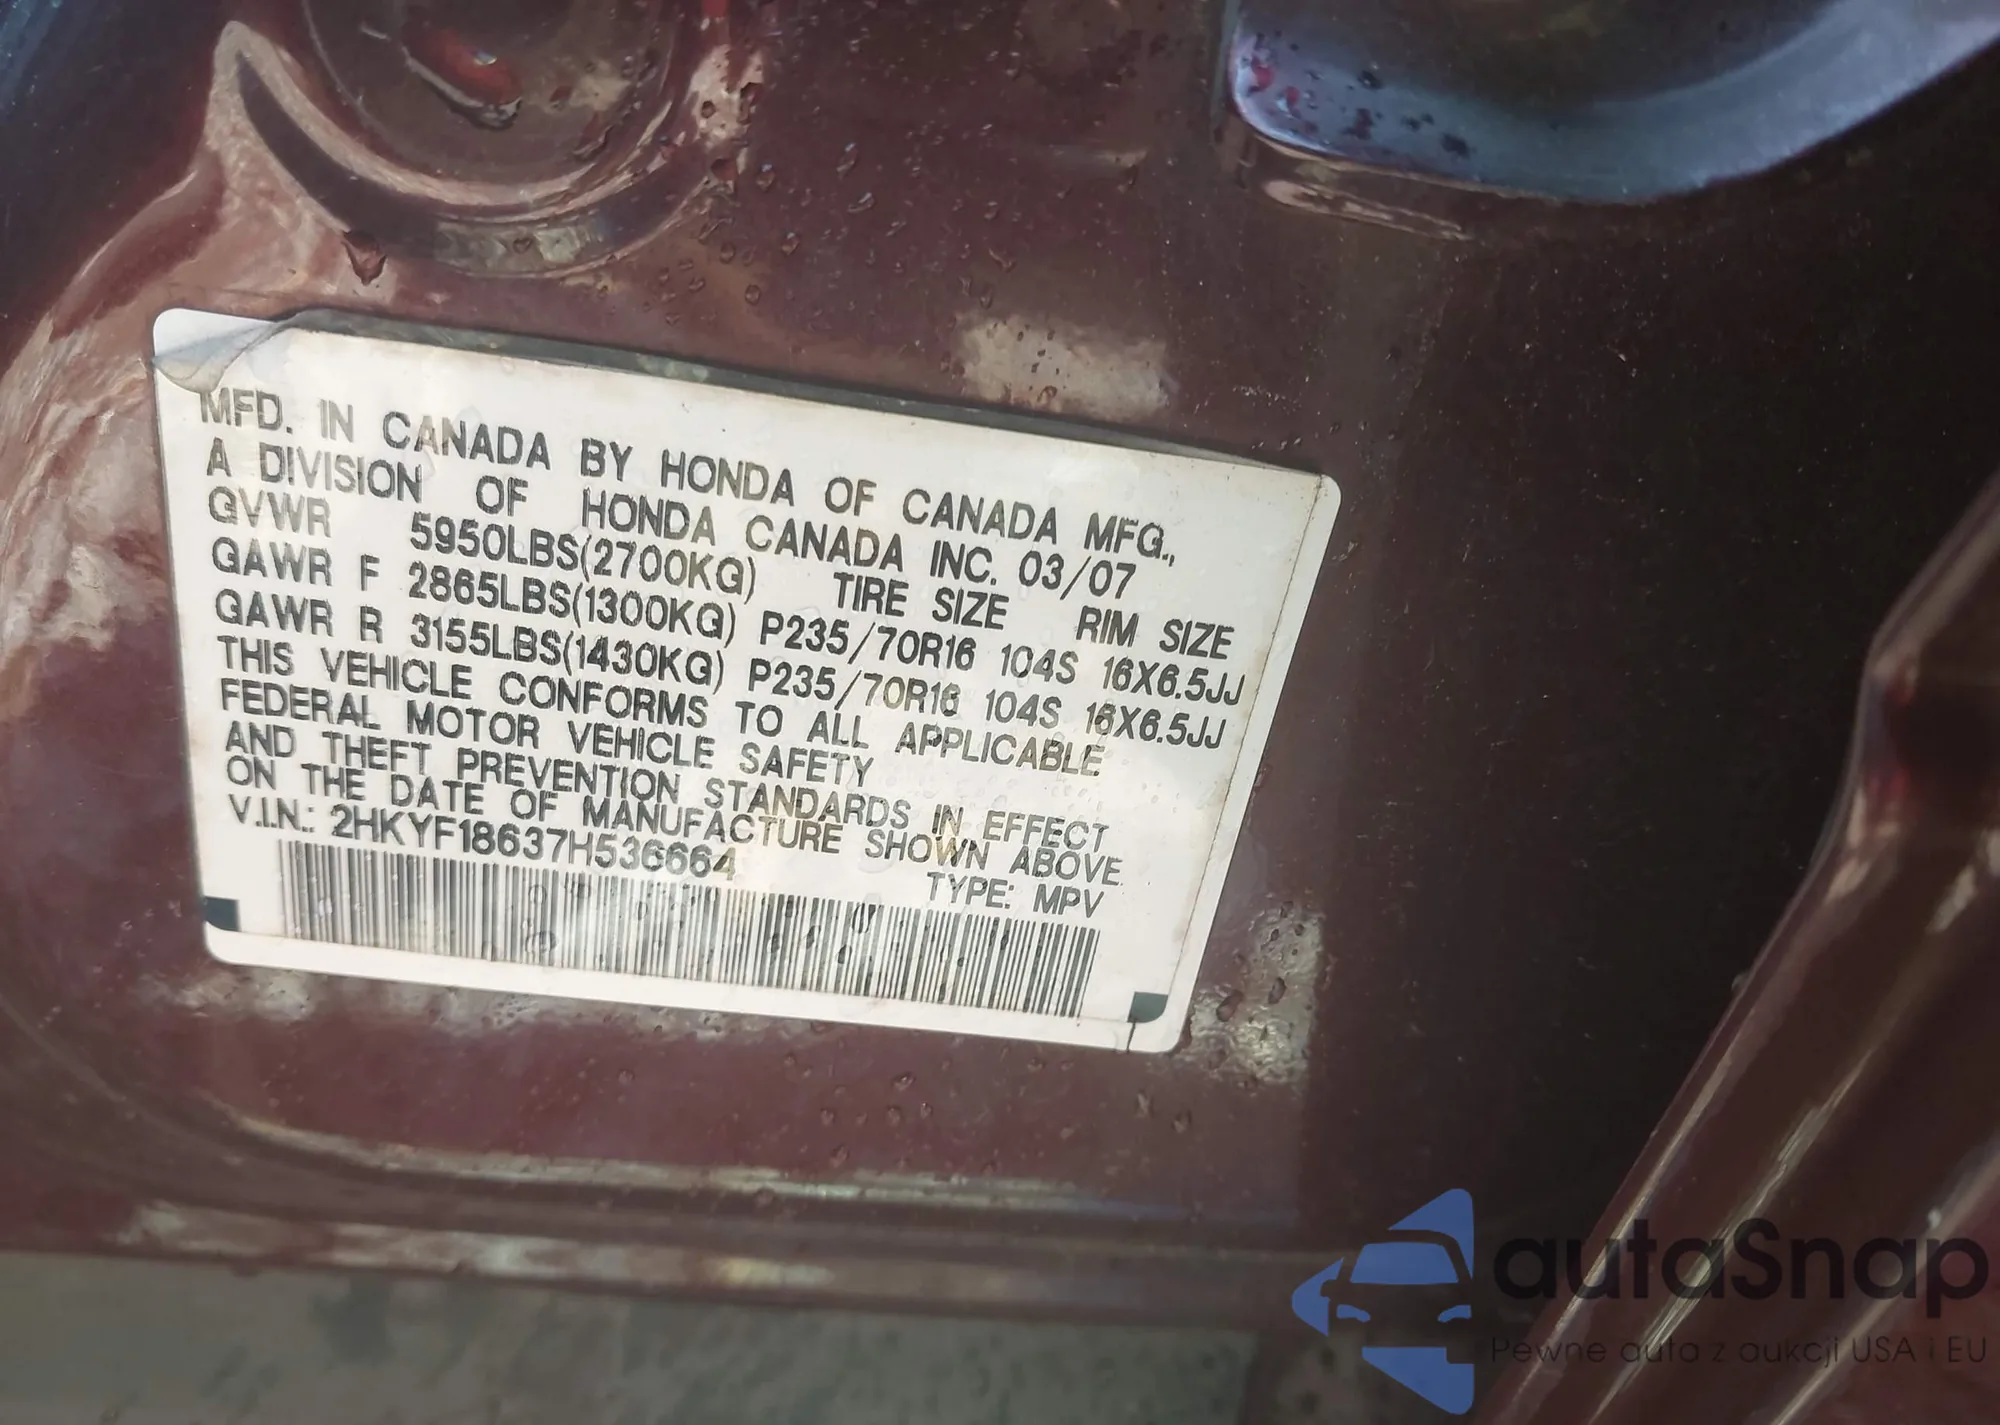 MFD. IN CANADA BY HONDA OF CANADA MFG.,
A DIVISION OF HONDA CANADA INC. 03/07
GVWR 5950LBS(2700KG) TIRE SIZE RIM SIZE
GAWR F 2865LBS(1300KG) P235/70R16 104S 16X6.5JJ
GAWR R 3155LBS(1430KG) P235/70R16 104S 16X6.5JJ
THIS VEHICLE CONFORMS TO ALL APPLICABLE
FEDERAL MOTOR VEHICLE SAFETY
AND THEFT PREVENTION STANDARDS IN EFFECT
ON THE DATE OF MANUFACTURE SHOWN ABOVE.
V.I.N.: 2HKYF18637H536664
TYPE: MPV
autaSnap
Pewne auta z aukcji USA i EU